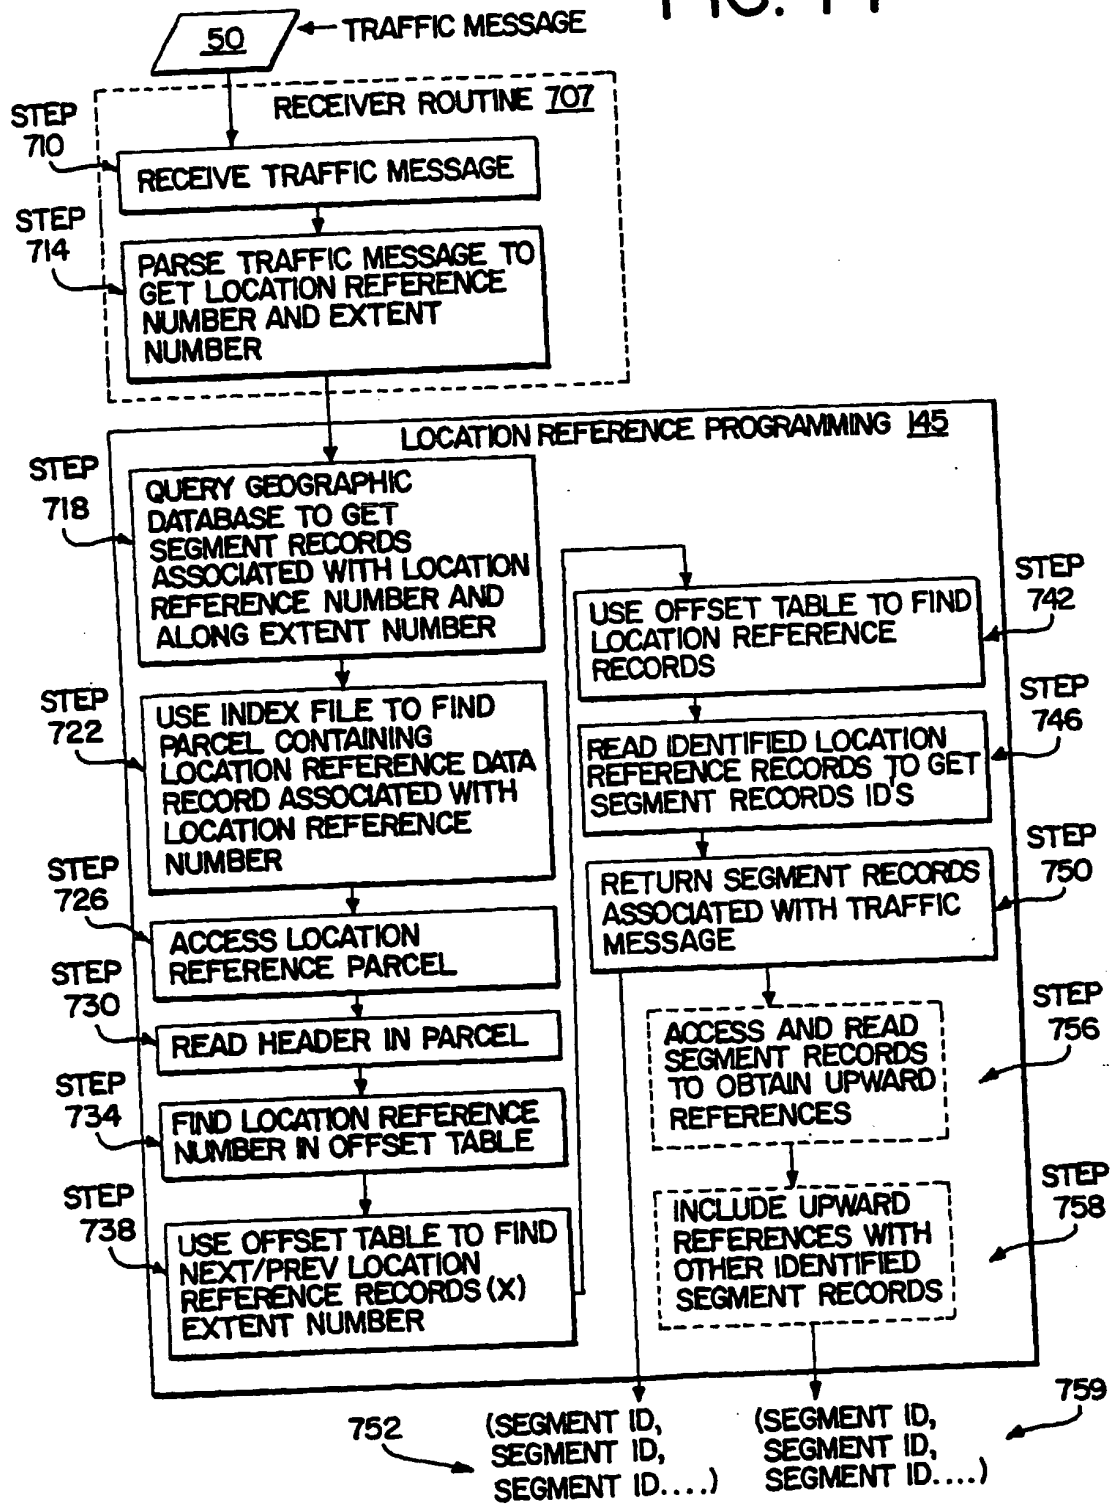 FIG. 14
50
TRAFFIC MESSAGE
RECEIVER ROUTINE 707
STEP
710
RECEIVE TRAFFIC MESSAGE
STEP
714
PARSE TRAFFIC MESSAGE TO
GET LOCATION REFERENCE
NUMBER AND EXTENT
NUMBER
LOCATION REFERENCE PROGRAMMING 145
STEP
718
QUERY GEOGRAPHIC
DATABASE TO GET
SEGMENT RECORDS
ASSOCIATED WITH LOCATION
REFERENCE NUMBER AND
ALONG EXTENT NUMBER
STEP
722
USE INDEX FILE TO FIND
PARCEL CONTAINING
LOCATION REFERENCE DATA
RECORD ASSOCIATED WITH
LOCATION REFERENCE
NUMBER
STEP
726
ACCESS LOCATION
REFERENCE PARCEL
STEP
730
READ HEADER IN PARCEL
STEP
734
FIND LOCATION REFERENCE
NUMBER IN OFFSET TABLE
STEP
738
USE OFFSET TABLE TO FIND
NEXT/PREV LOCATION
REFERENCE RECORDS (X)
EXTENT NUMBER
STEP
742
USE OFFSET TABLE TO FIND
LOCATION REFERENCE
RECORDS
STEP
746
READ IDENTIFIED LOCATION
REFERENCE RECORDS TO GET
SEGMENT RECORDS ID'S
STEP
750
RETURN SEGMENT RECORDS
ASSOCIATED WITH TRAFFIC
MESSAGE
STEP
756
ACCESS AND READ
SEGMENT RECORDS
TO OBTAIN UPWARD
REFERENCES
STEP
758
INCLUDE UPWARD
REFERENCES WITH
OTHER IDENTIFIED
SEGMENT RECORDS
752
(SEGMENT ID,
SEGMENT ID,
SEGMENT ID....)
759
(SEGMENT ID,
SEGMENT ID,
SEGMENT ID....)